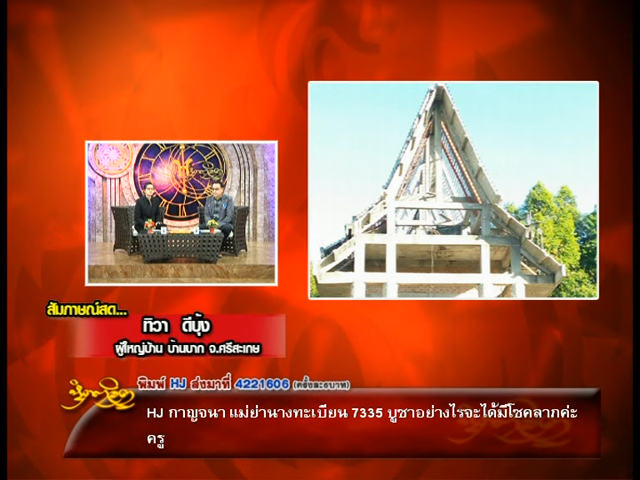 สัมภาษณ์สด...
ทิวา ดีบุ้ง
ผู้ใหญ่บ้าน บ้านบาก จ.ศรีสะเกษ
พิมพ์ HJ ส่งมาที่ 4221606 (ครั้งละ๑บาท)
HJ กาญจนา แม่ย่านางทะเบียน 7335 บูชาอย่างไรจะได้มีโชคลาภค่ะ
ครู